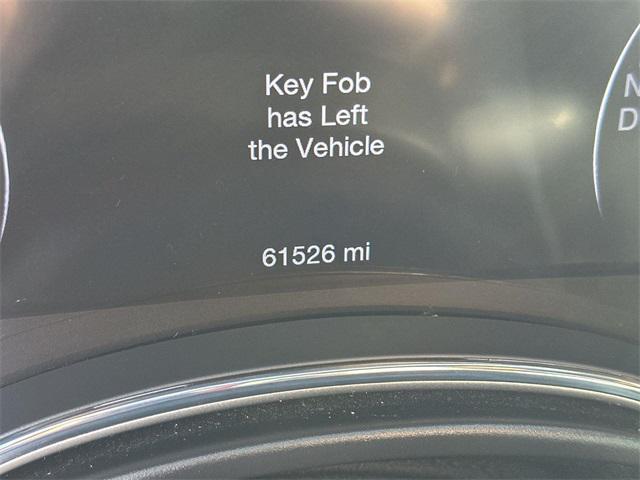 Key Fob
has Left
the Vehicle
61526 mi